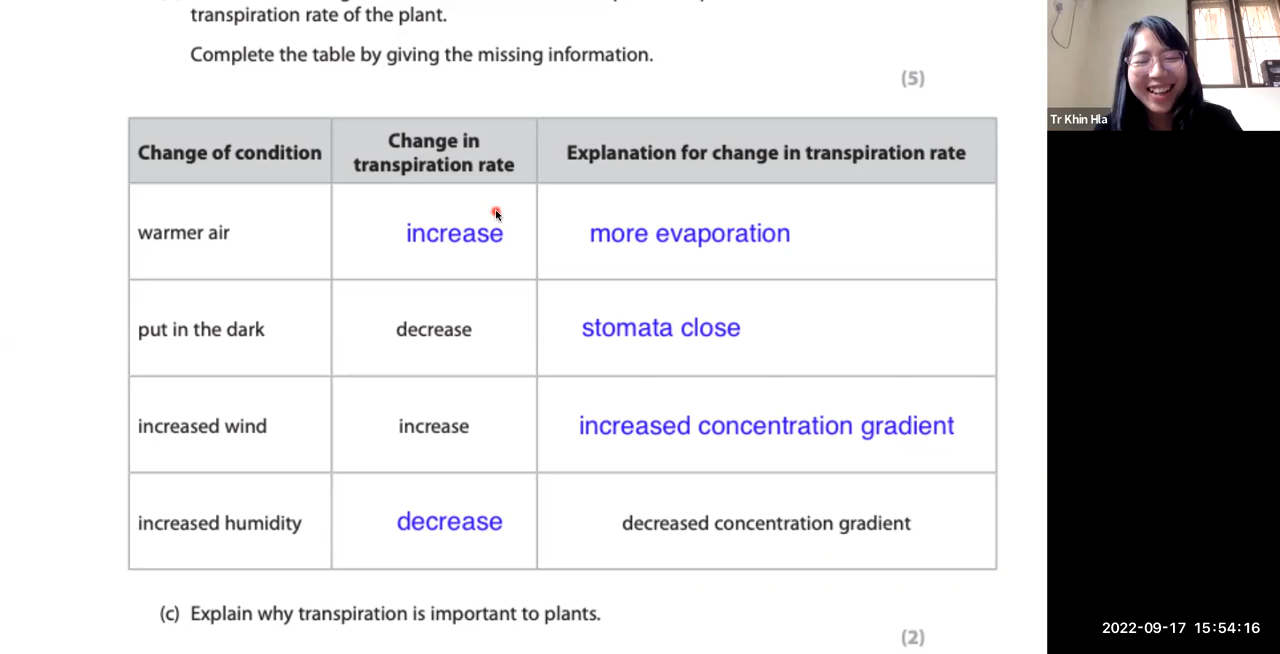 transpiration rate of the plant.
Complete the table by giving the missing information.
(5)
Change of condition
Change in
transpiration rate
Explanation for change in transpiration rate
warmer air
increase
more evaporation
put in the dark
decrease
stomata close
increased wind
increase
increased concentration gradient
increased humidity
decrease
decreased concentration gradient
(c) Explain why transpiration is important to plants.
(2)
Tr Khin Hla
2022-09-17 15:54:16